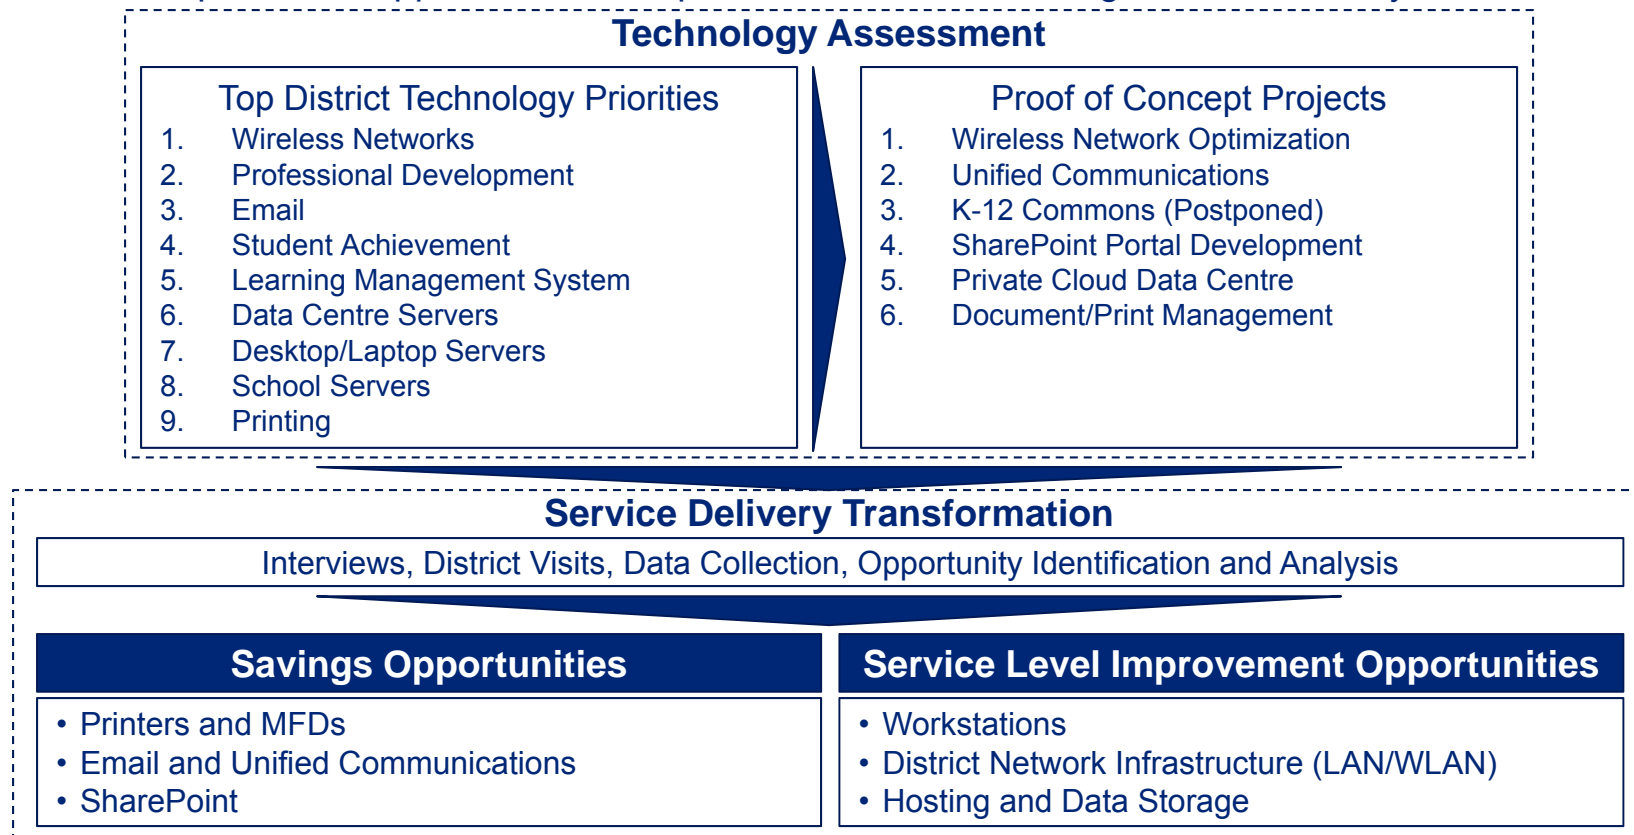 Technology Assessment
Top District Technology Priorities
1. Wireless Networks
2. Professional Development
3. Email
4. Student Achievement
5. Learning Management System
6. Data Centre Servers
7. Desktop/Laptop Servers
8. School Servers
9. Printing
Proof of Concept Projects
1. Wireless Network Optimization
2. Unified Communications
3. K-12 Commons (Postponed)
4. SharePoint Portal Development
5. Private Cloud Data Centre
6. Document/Print Management
Service Delivery Transformation
Interviews, District Visits, Data Collection, Opportunity Identification and Analysis
Savings Opportunities
• Printers and MFDs
• Email and Unified Communications
• SharePoint
Service Level Improvement Opportunities
• Workstations
• District Network Infrastructure (LAN/WLAN)
• Hosting and Data Storage